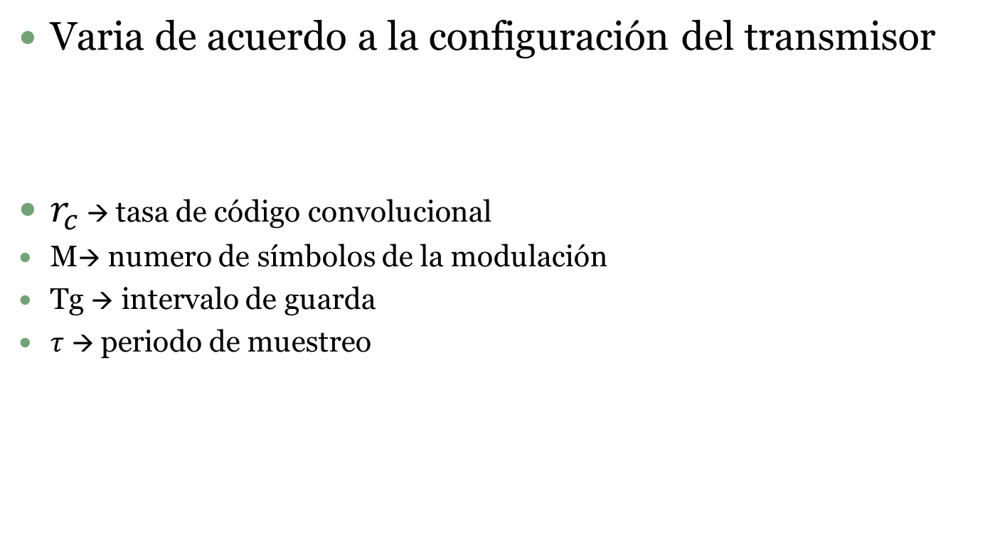 • Varia de acuerdo a la configuración del transmisor
• r_c → tasa de código convolucional
• M→ numero de símbolos de la modulación
• Tg → intervalo de guarda
• τ → periodo de muestreo